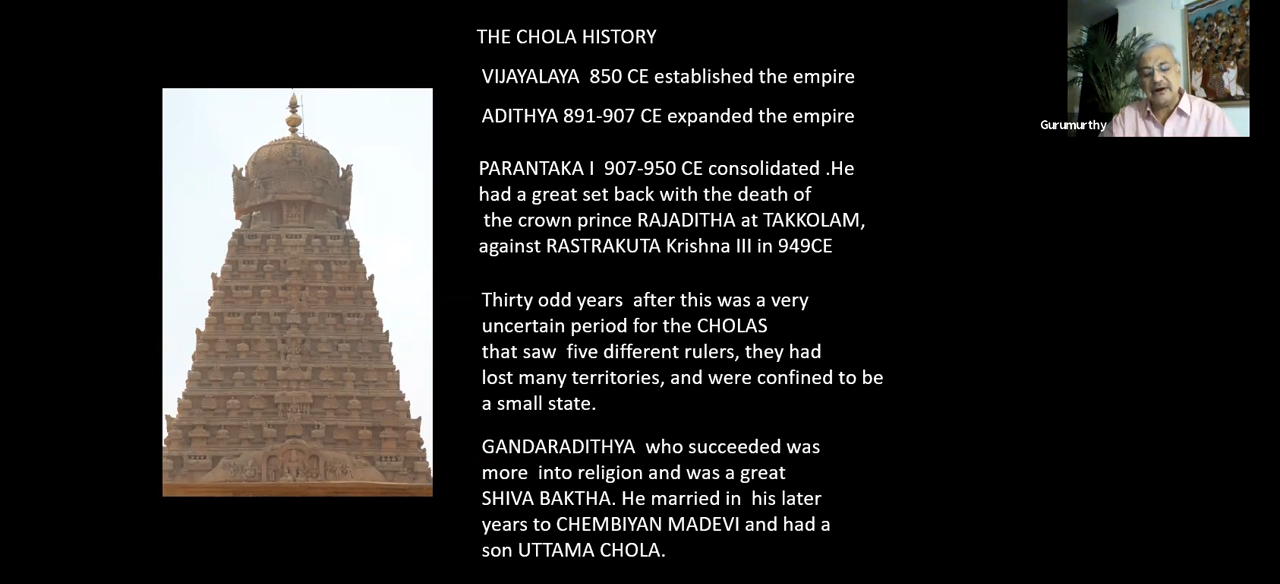 THE CHOLA HISTORY
VIJAYALAYA 850 CE established the empire
ADITHYA 891-907 CE expanded the empire
PARANTAKA I 907-950 CE consolidated .He
had a great set back with the death of
the crown prince RAJADITHA at TAKKOLAM,
against RASTRAKUTA Krishna III in 949CE
Thirty odd years after this was a very
uncertain period for the CHOLAS
that saw five different rulers, they had
lost many territories, and were confined to be
a small state.
GANDARADITHYA who succeeded was
more into religion and was a great
SHIVA BAKTHA. He married in his later
years to CHEMBIYAN MADEVI and had a
son UTTAMA CHOLA.
Gurumurthy